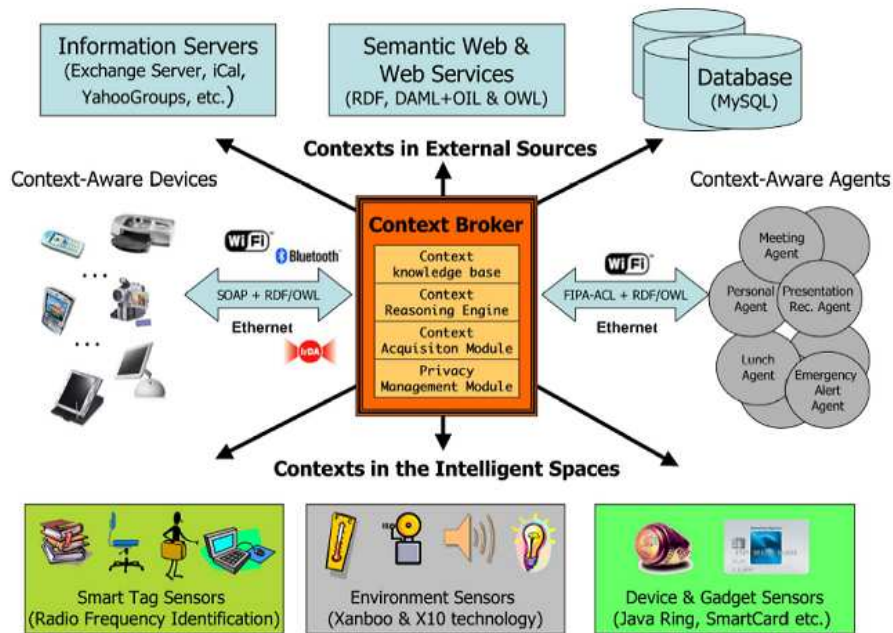 Information Servers
(Exchange Server, iCal,
YahooGroups, etc.)
Semantic Web &
Web Services
(RDF, DAML+OIL & OWL)
Database
(MySQL)
Contexts in External Sources
Context-Aware Devices
Context-Aware Agents
Context Broker
Context
knowledge base
Context
Reasoning Engine
Context
Acquisiton Module
Privacy
Management Module
WiFi™
Bluetooth™
SOAP + RDF/OWL
Ethernet
IrDA
WiFi™
FIPA-ACL + RDF/OWL
Ethernet
Meeting
Agent
Personal
Agent
Presentation
Rec. Agent
Lunch
Agent
Emergency
Alert
Agent
Contexts in the Intelligent Spaces
Smart Tag Sensors
(Radio Frequency Identification)
Environment Sensors
(Xanboo & X10 technology)
Device & Gadget Sensors
(Java Ring, SmartCard etc.)